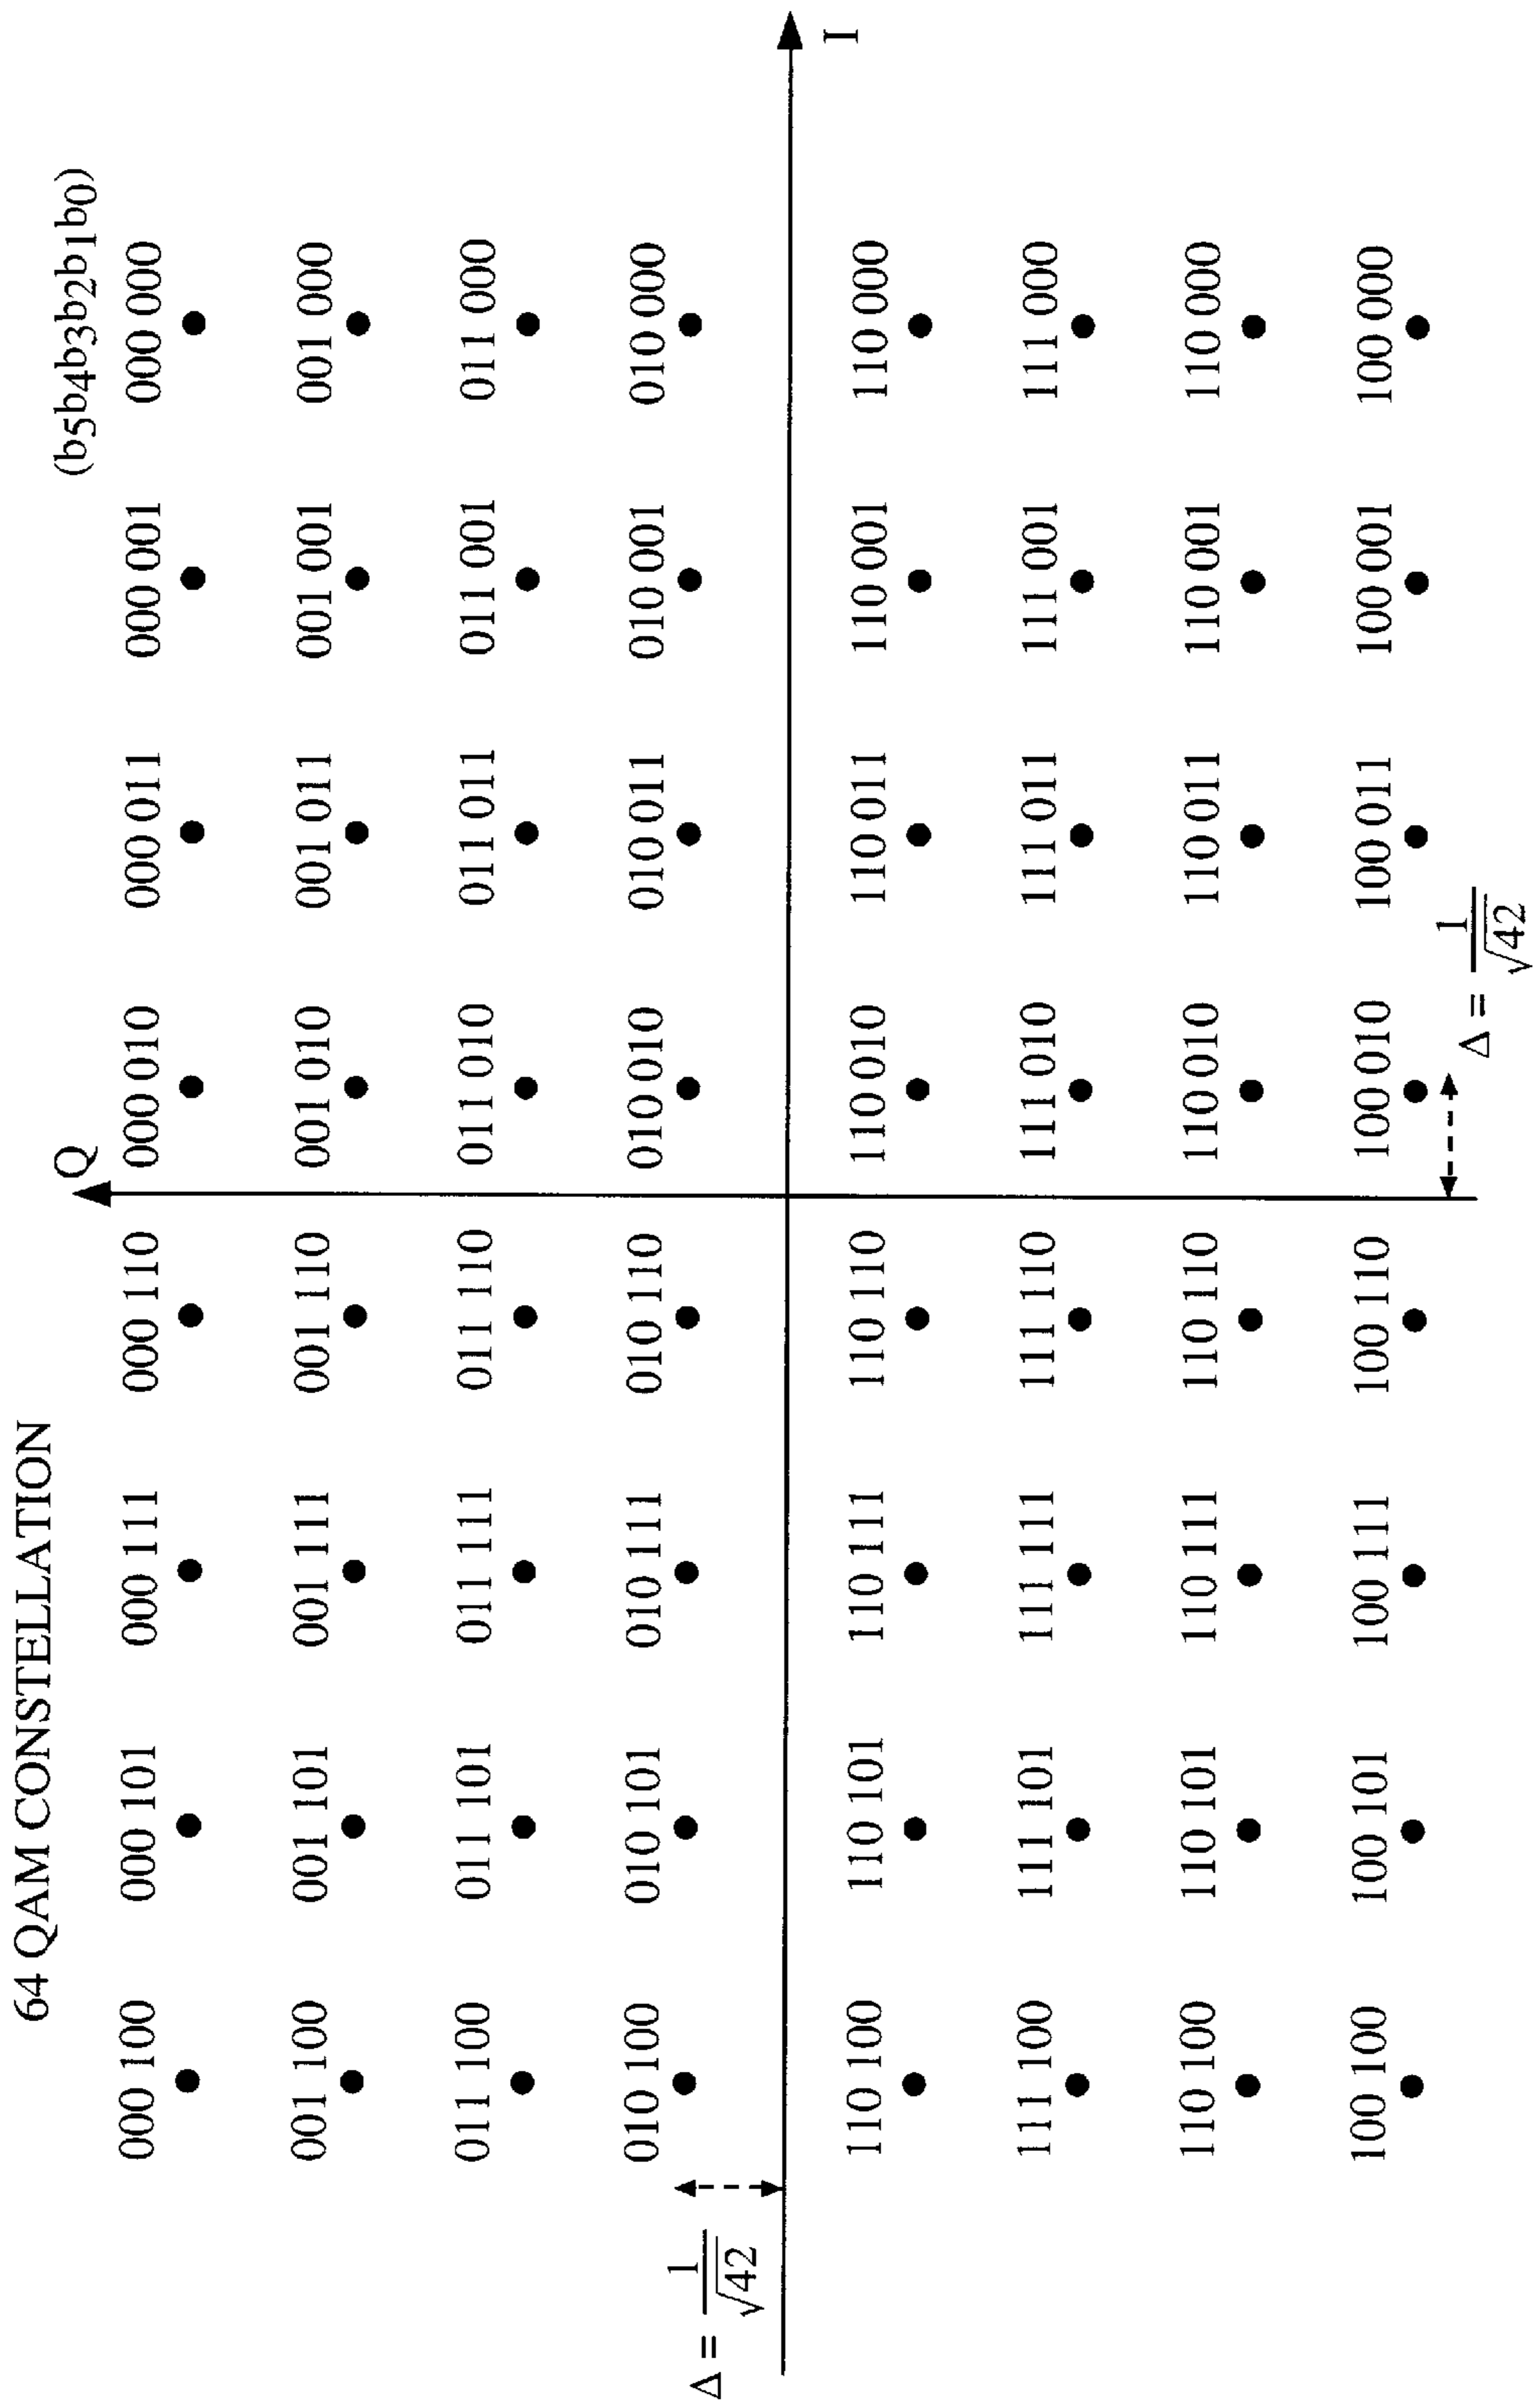 64 QAM CONSTELLATION
Q (b5b4b3b2b1b0)
000 100 000 101 000 111 000 110 000 010 000 011 000 001 000 000
001 100 001 101 001 111 001 110 001 010 001 011 001 001 001 000
011 100 011 101 011 111 011 110 011 010 011 011 011 001 011 000
010 100 010 101 010 111 010 110 010 010 010 011 010 001 010 000
Δ = 1/√42
I
110 100 110 101 110 111 110 110 110 010 110 011 110 001 110 000
111 100 111 101 111 111 111 110 111 010 111 011 111 001 111 000
110 100 110 101 110 111 110 110 110 010 110 011 110 001 110 000
100 100 100 101 100 111 100 110 100 010 100 011 100 001 100 000
Δ = 1/√42